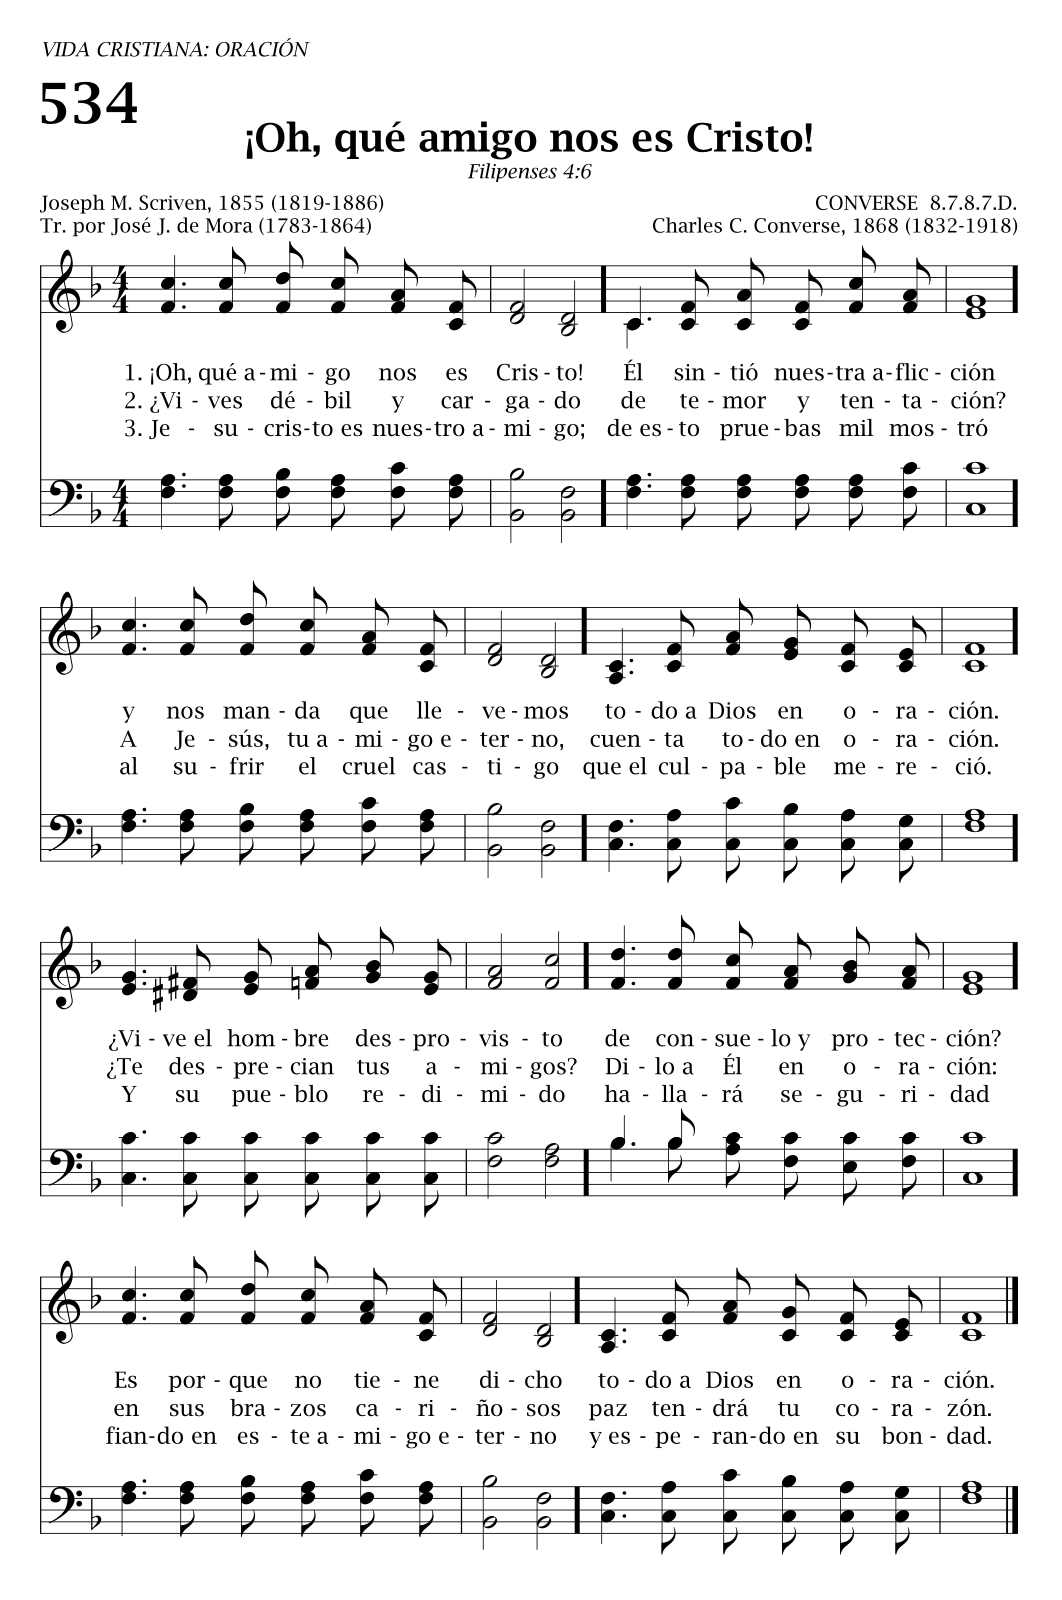 VIDA CRISTIANA: ORACIÓN
534
¡Oh, qué amigo nos es Cristo!
Filipenses 4:6
Joseph M. Scriven, 1855 (1819-1886)
CONVERSE 8.7.8.7.D.
Tr. por José J. de Mora (1783-1864)
Charles C. Converse, 1868 (1832-1918)
1. ¡Oh, qué a - mi - go nos es Cris - to! Él sin - tió nues - tra a - flic - ción
2. ¿Vi - ves dé - bil y car - ga - do de te - mor y ten - ta - ción?
3. Je - su - cris - to es nues - tro a - mi - go; de es - to prue - bas mil mos - tró
y nos man - da que lle - ve - mos to - do a Dios en o - ra - ción.
A Je - sús, tu a - mi - go e - ter - no, cuen - ta to - do en o - ra - ción.
al su - frir el cruel cas - ti - go que el cul - pa - ble me - re - ció.
¿Vi - ve el hom - bre des - pro - vis - to de con - sue - lo y pro - tec - ción?
¿Te des - pre - cian tus a - mi - gos? Di - lo a Él en o - ra - ción:
Y su pue - blo re - di - mi - do ha - lla - rá se - gu - ri - dad
Es por - que no tie - ne di - cho to - do a Dios en o - ra - ción.
en sus bra - zos ca - ri - ño - sos paz ten - drá tu co - ra - zón.
fian - do en es - te a - mi - go e - ter - no y es - pe - ran - do en su bon - dad.